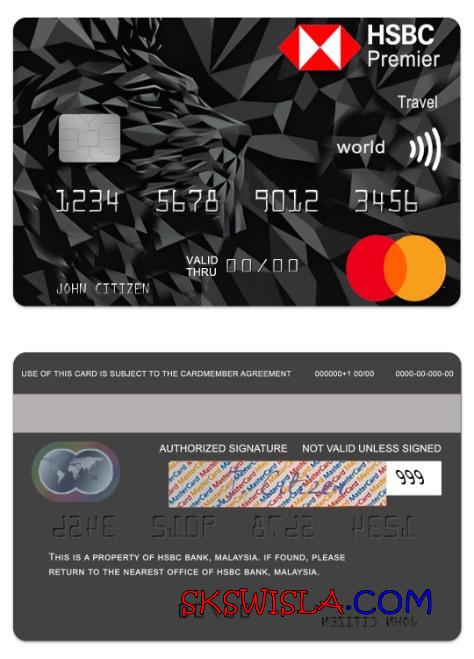 HSBC
Premier
Travel
world
1234 5678 9012 3456
VALID
THRU 00/00
JOHN CITIZEN
USE OF THIS CARD IS SUBJECT TO THE CARDMEMBER AGREEMENT 000000+1 00/00 0000-00-000-00
AUTHORIZED SIGNATURE NOT VALID UNLESS SIGNED
MasterCard MasterCard MasterCard
999
THIS IS A PROPERTY OF HSBC BANK, MALAYSIA. IF FOUND, PLEASE
RETURN TO THE NEAREST OFFICE OF HSBC BANK, MALAYSIA.
SKSWISLA.COM